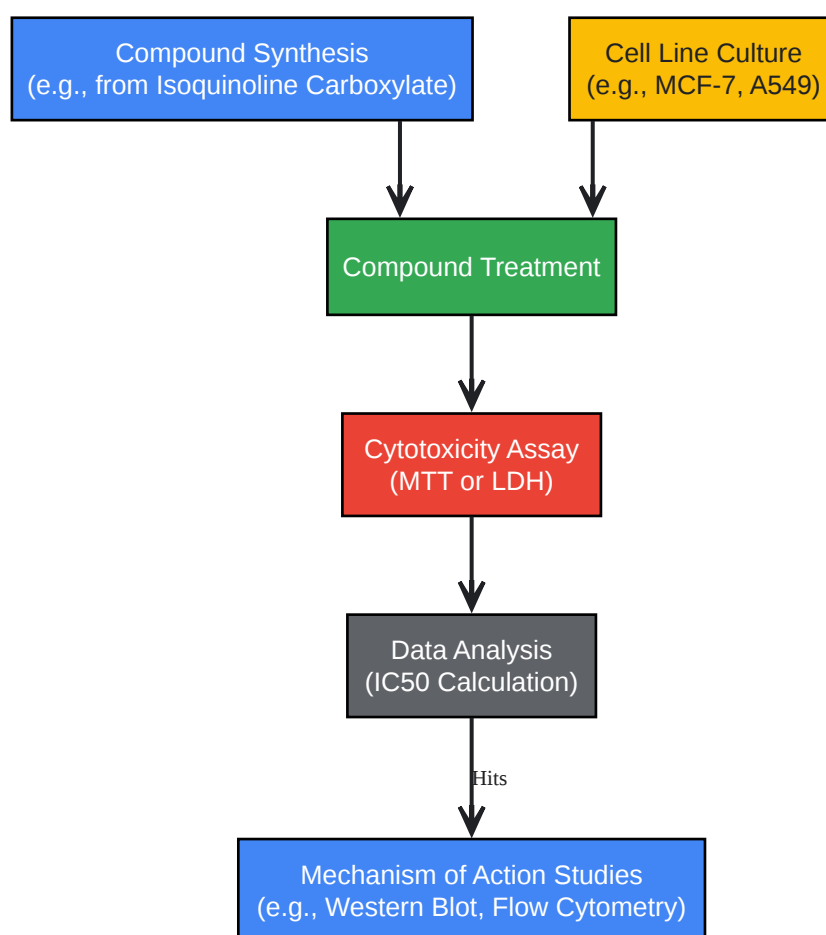 Compound Synthesis
(e.g., from Isoquinoline Carboxylate)
Cell Line Culture
(e.g., MCF-7, A549)
Compound Treatment
Cytotoxicity Assay
(MTT or LDH)
Data Analysis
(IC50 Calculation)
Hits
Mechanism of Action Studies
(e.g., Western Blot, Flow Cytometry)